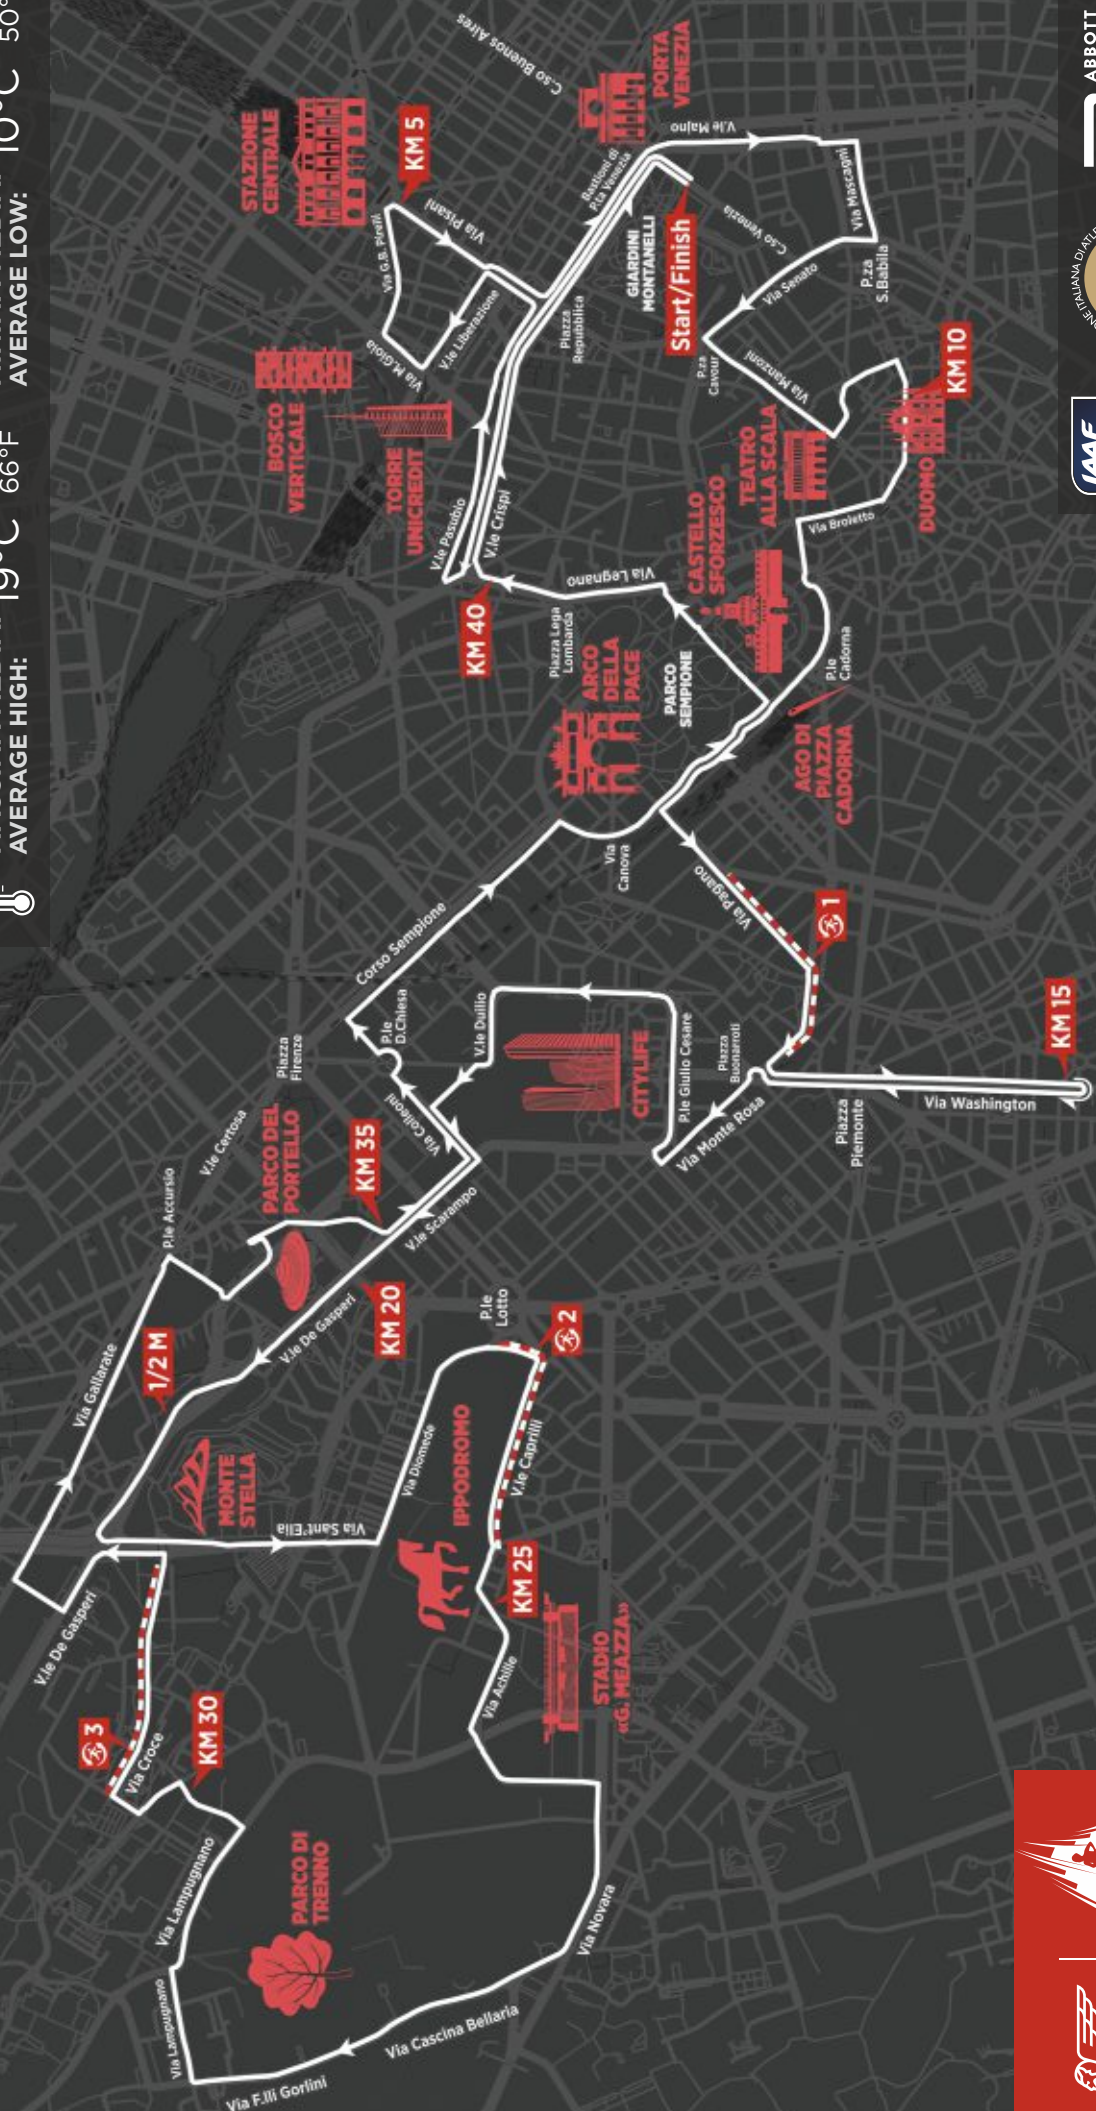 AVERAGE HIGH: 19°C 66°F
AVERAGE LOW: 10°C 50°
V.le De Gasperi
Via Gallarate
P.le Accursio
V.le Certosa
Piazza
Firenze
1/2 M
PARCO DEL
PORTELLO
KM 35
V.le De Gasperi
KM 20
V.le Scarampo
Via Colleoni
P.le
D.Chiesa
Corso Sempione
3
Via Croce
KM 30
Via Lampugnano
Via Lampugnano
MONTE
STELLA
Via Sant'Elia
Via Diomede
IPPODROMO
P.le
Lotto
2
V.le Caprilli
KM 25
Via Achille
STADIO
«G. MEAZZA»
PARCO DI
TRENNO
Via Novara
Via Cascina Bellaria
Via F.lli Gorlini
V.le Duilio
CITYLIFE
P.le Giulio Cesare
Piazza
Buonarroti
Via Monte Rosa
Piazza
Piemonte
Via Washington
KM 15
1
Via Pagano
Via
Canova
ARCO
DELLA
PACE
PARCO
SEMPIONE
AGO DI
PIAZZA
CADORNA
P.le
Cadorna
CASTELLO
SFORZESCO
Piazza Lega
Lombarda
Via Legnano
KM 40
V.le Pasubio
V.le Crispi
TORRE
UNICREDIT
BOSCO
VERTICALE
STAZIONE
CENTRALE
KM 5
Via G.B. Pirelli
Via Pisani
Via M.Gioia
V.le Liberazione
Piazza
Repubblica
C.so Buenos Aires
PORTA
VENEZIA
Bastioni di
P.ta Venezia
V.le Majno
GIARDINI
MONTANELLI
Start/Finish
C.so Venezia
Via Mascagni
P.za
S.Babila
Via Senato
P.za
Cavour
Via Manzoni
TEATRO
ALLA SCALA
Via Broletto
DUOMO
KM 10
IAAF
ABBOTT